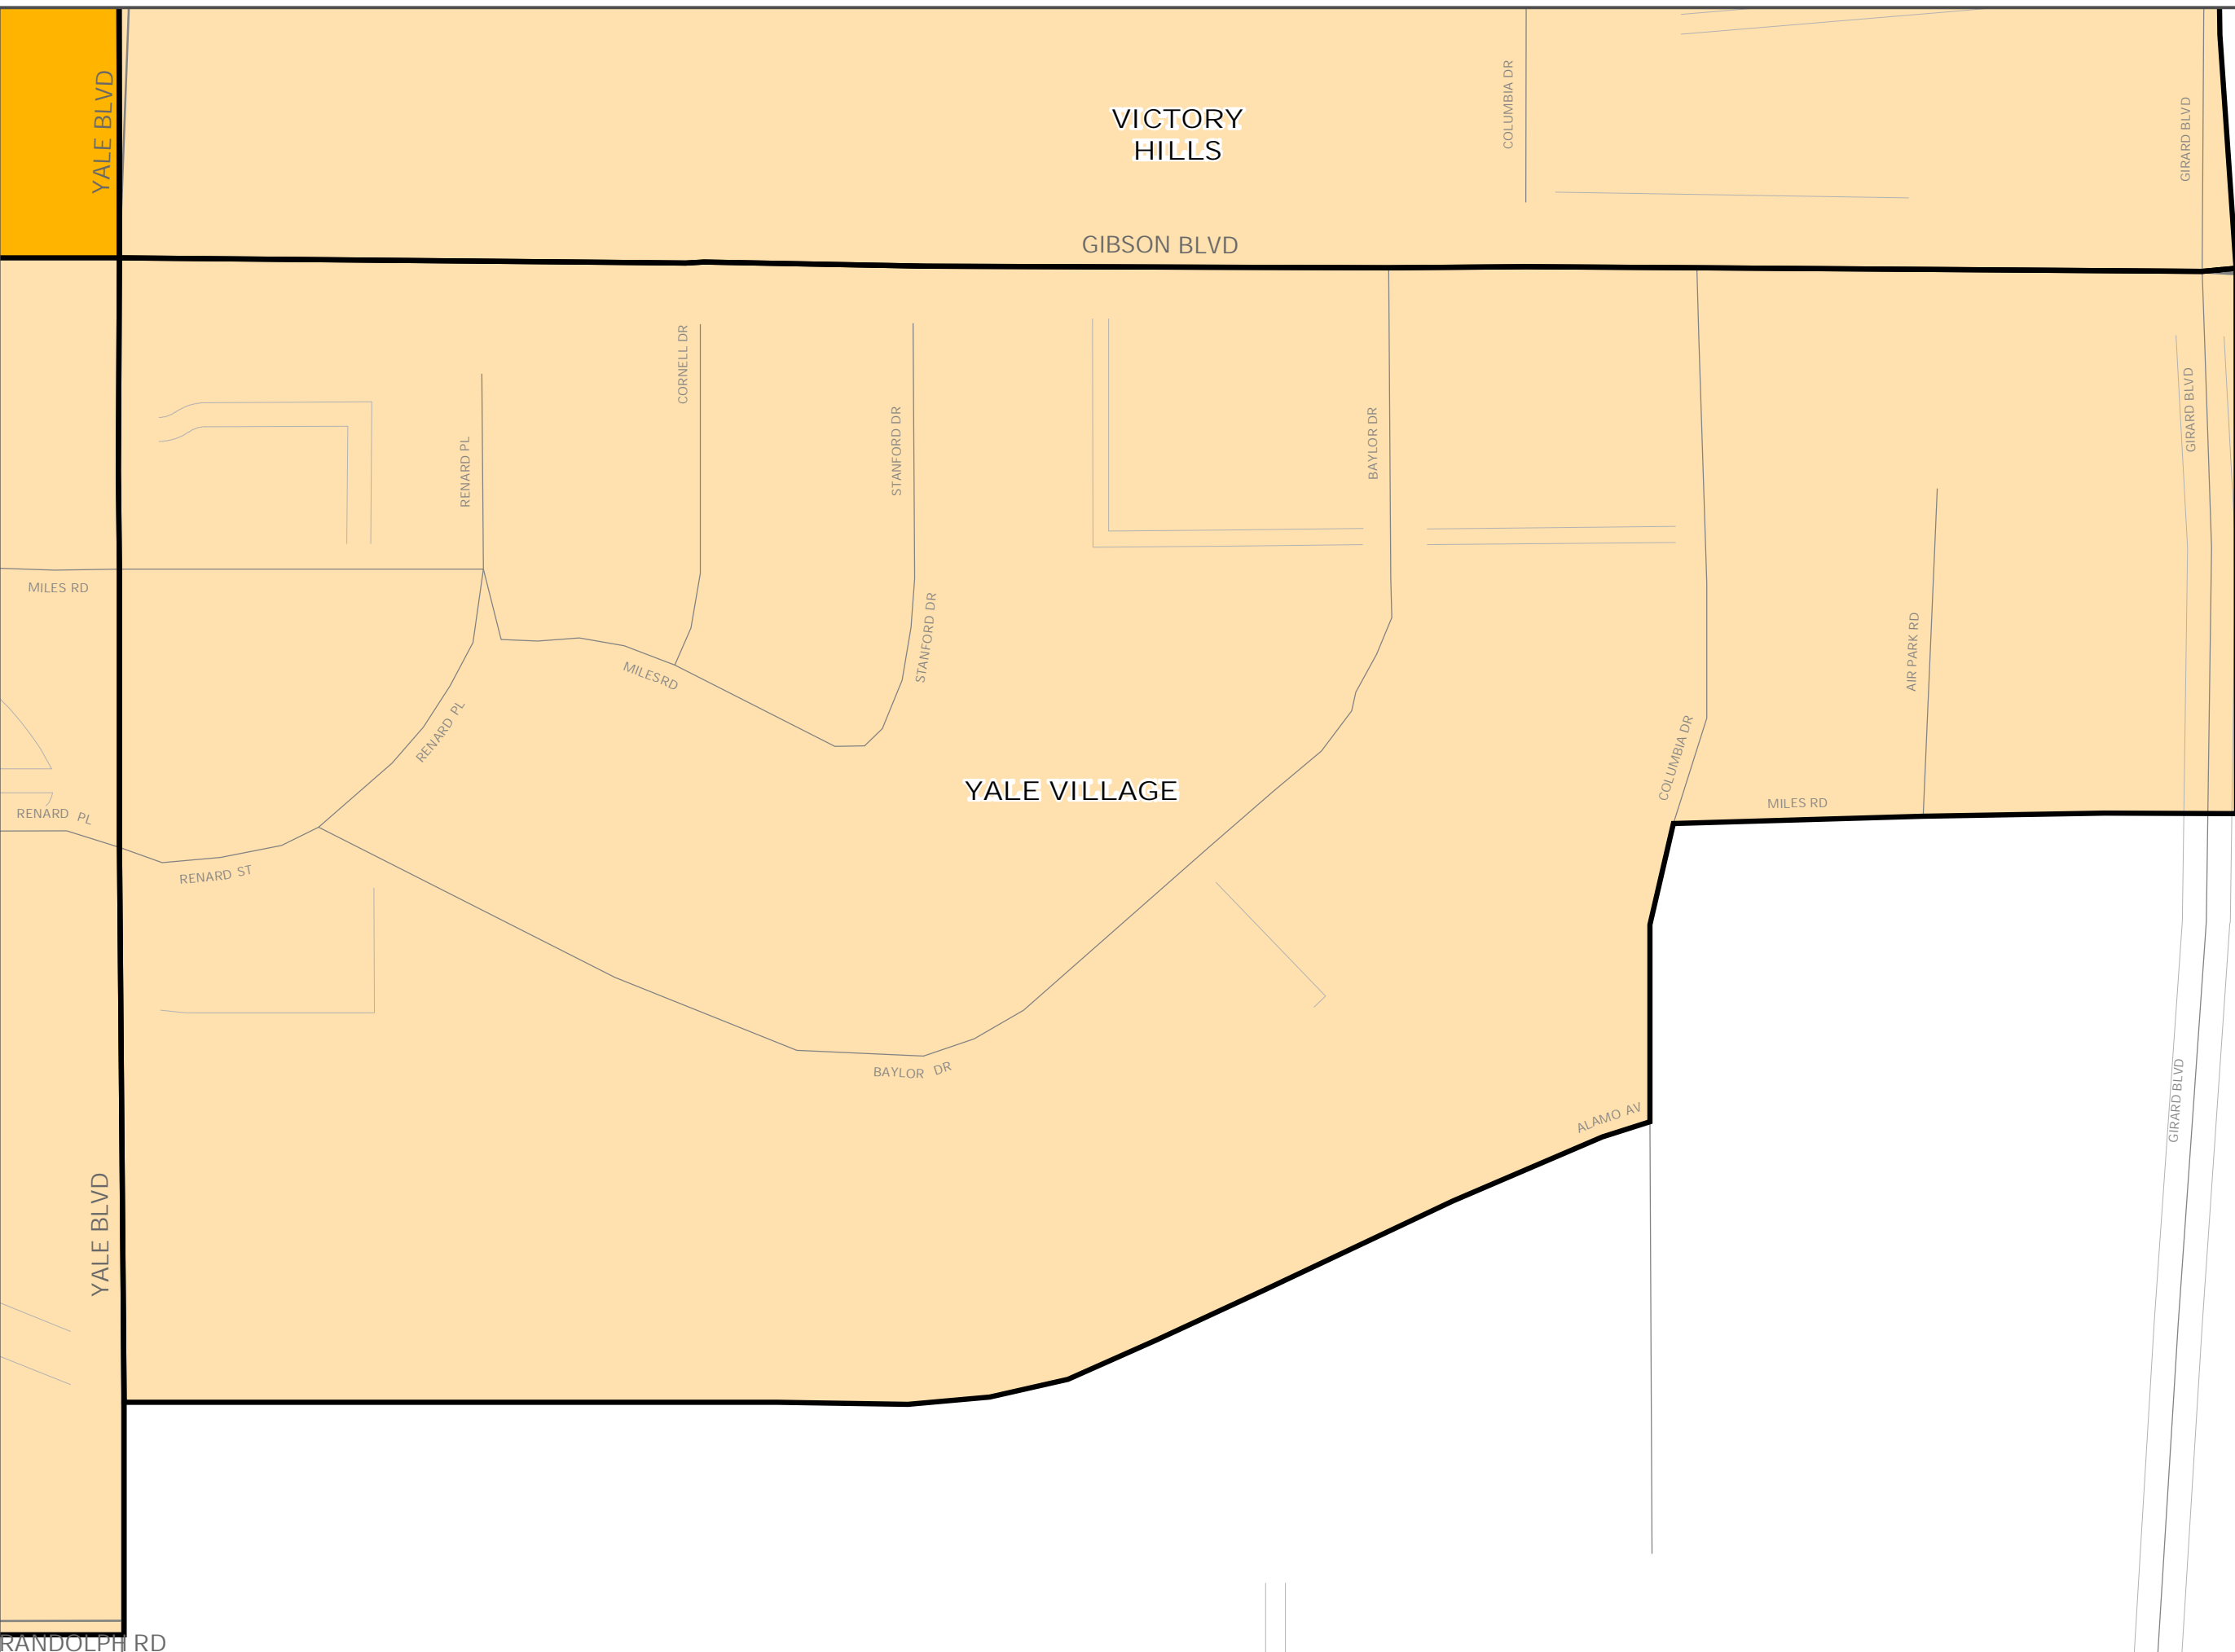 YALE BLVD
VICTORY
HILLS
COLUMBIA DR
GIRARD BLVD
GIBSON BLVD
CORNELL DR
RENARD PL
STANFORD DR
BAYLOR DR
GIRARD BLVD
MILES RD
STANFORD DR
AIR PARK RD
MILES RD
RENARD PL
COLUMBIA DR
YALE VILLAGE
MILES RD
RENARD PL
RENARD ST
BAYLOR DR
ALAMO AV
GIRARD BLVD
YALE BLVD
RANDOLPH RD